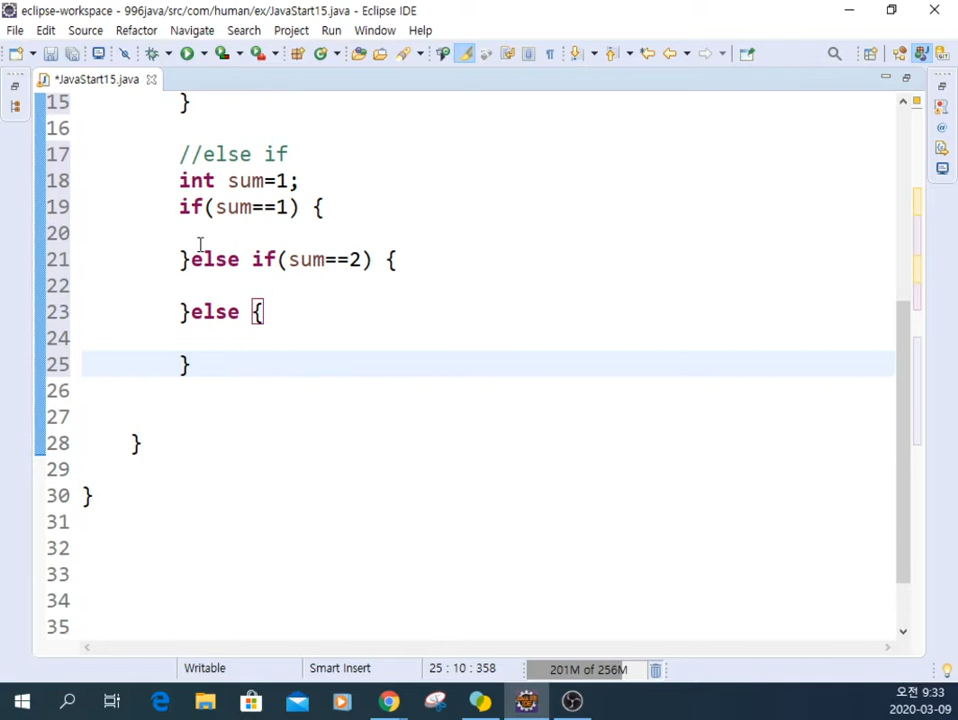 eclipse-workspace - 996java/src/com/human/ex/JavaStart15.java - Eclipse IDE
File Edit Source Refactor Navigate Search Project Run Window Help
*JavaStart15.java
15 }
16
17 //else if
18 int sum=1;
19 if(sum==1) {
20
21 }else if(sum==2) {
22
23 }else {
24
25 }
26
27
28 }
29
30 }
31
32
33
34
35
Writable Smart Insert 25 : 10 : 358 201M of 256M
오전 9:33
2020-03-09